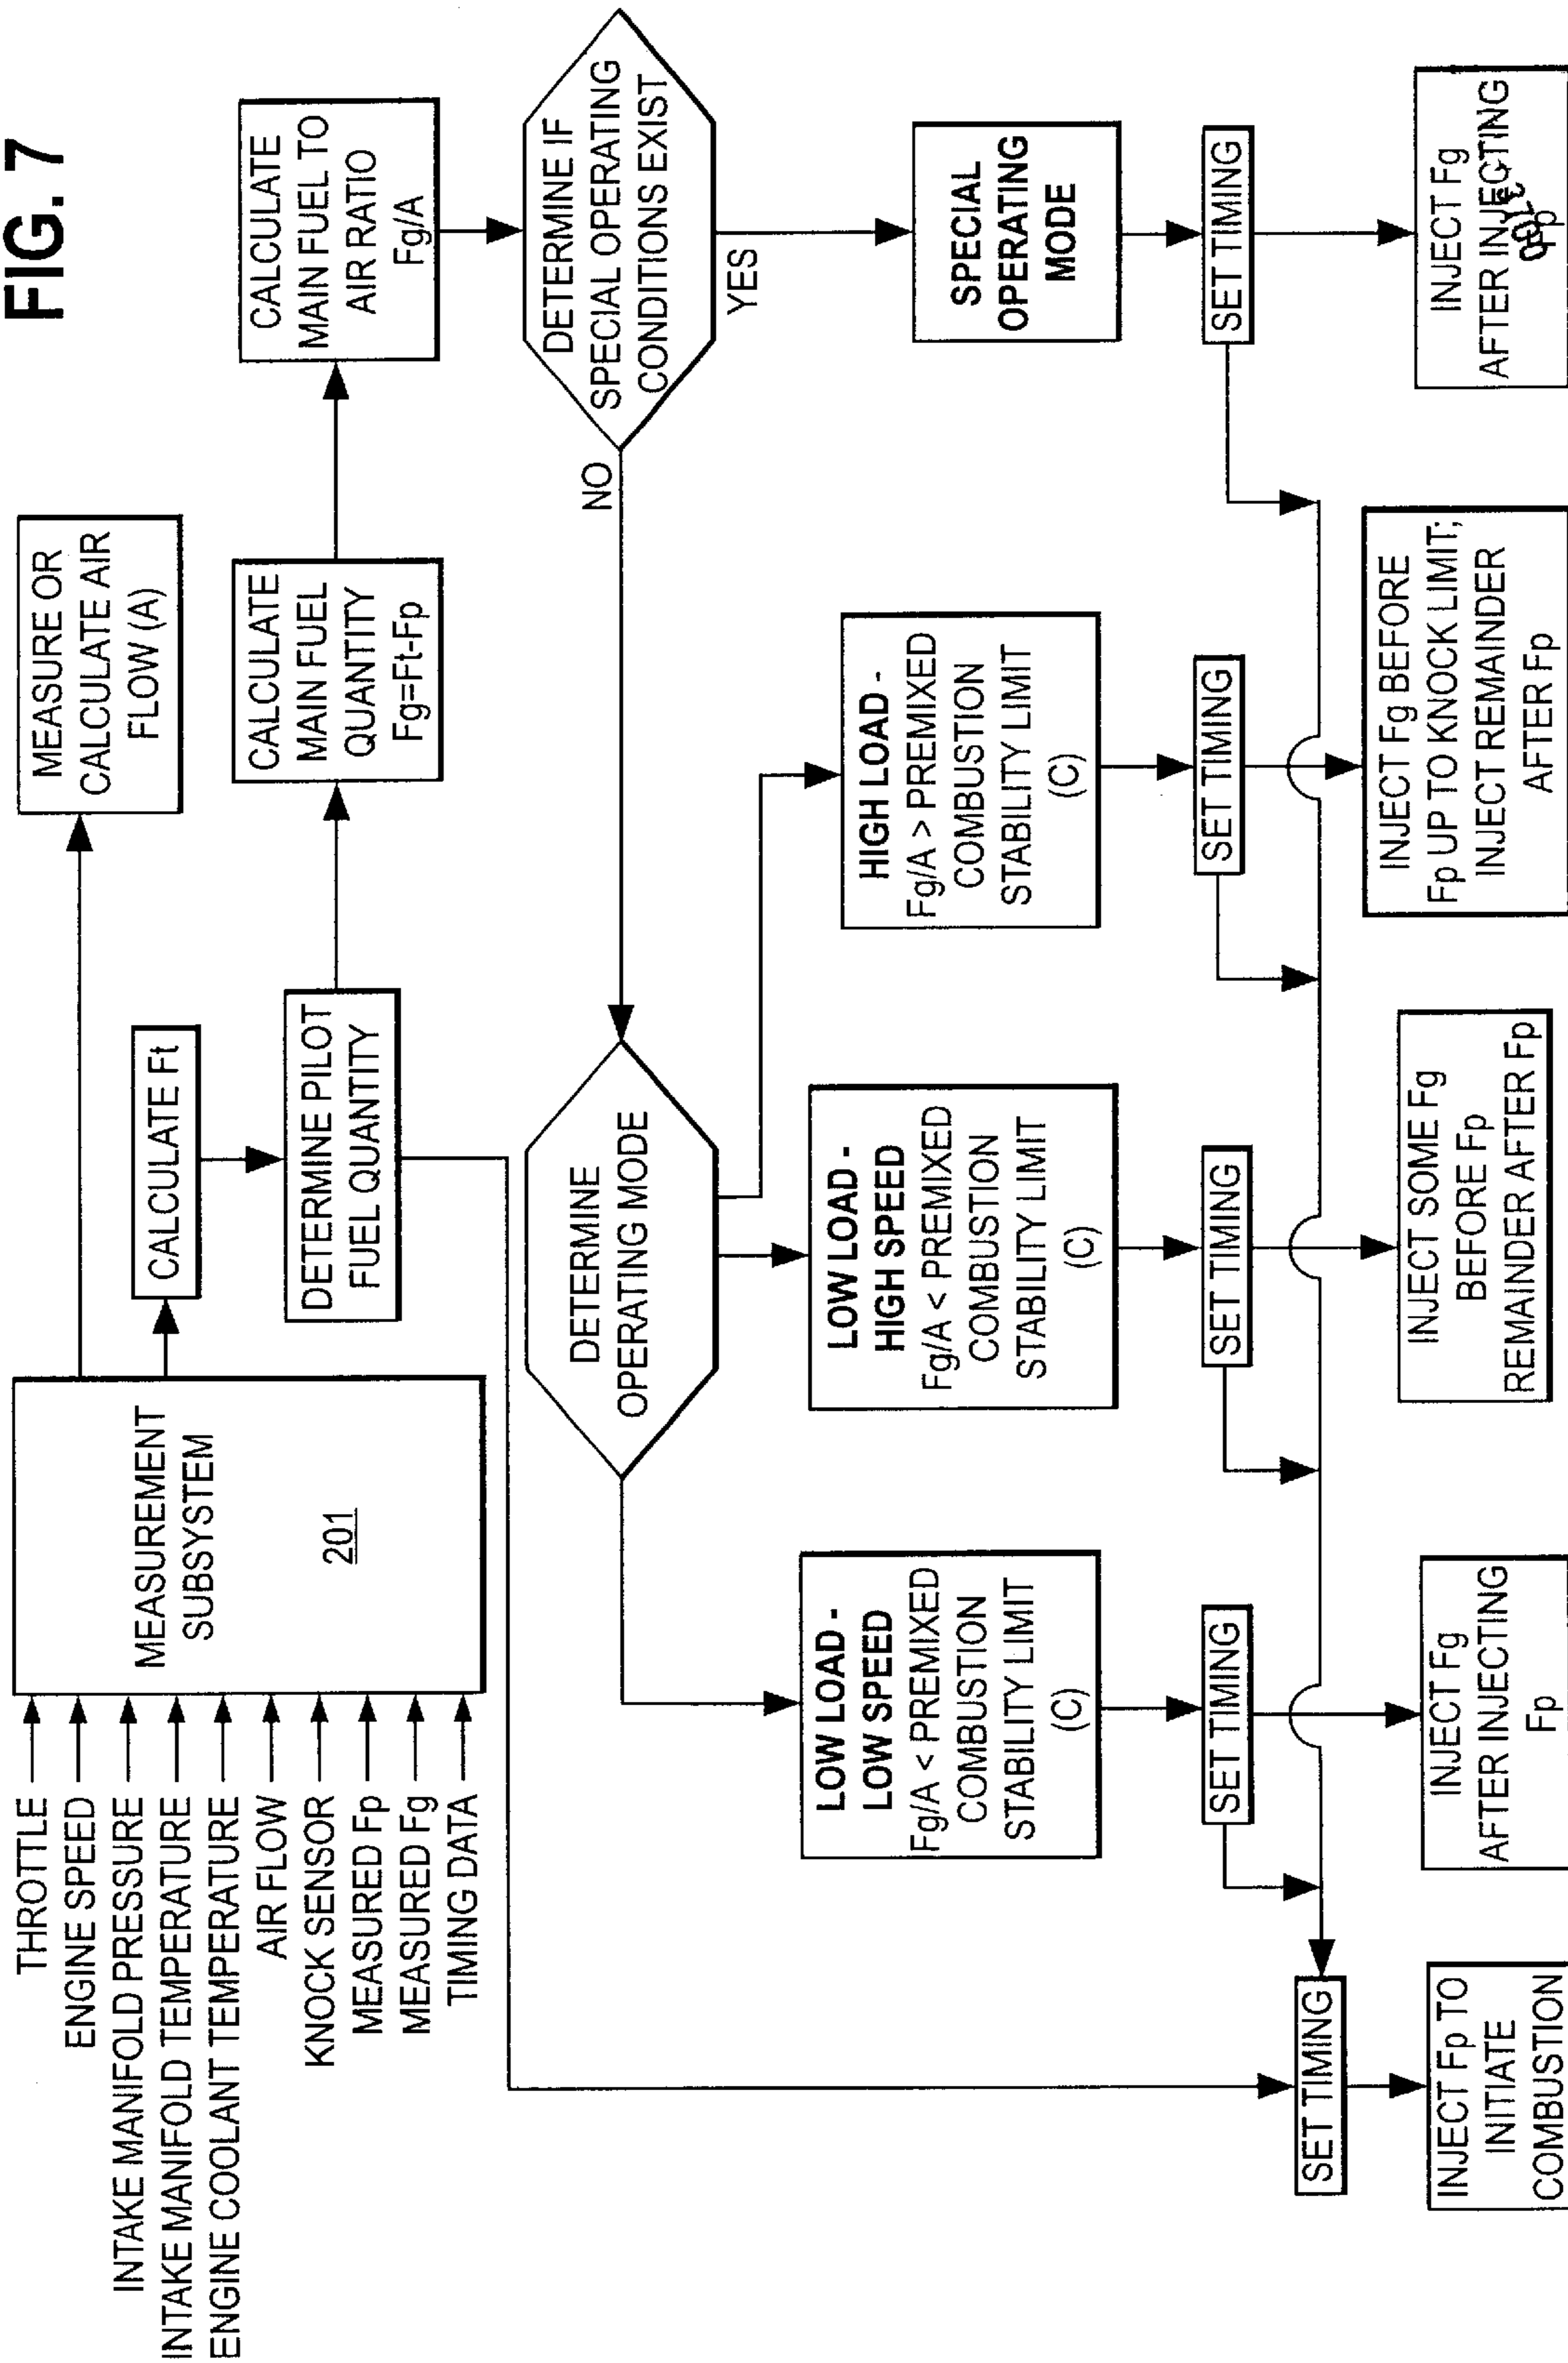 FIG. 7
THROTTLE
ENGINE SPEED
INTAKE MANIFOLD PRESSURE
INTAKE MANIFOLD TEMPERATURE
ENGINE COOLANT TEMPERATURE
AIR FLOW
KNOCK SENSOR
MEASURED Fp
MEASURED Fg
TIMING DATA
MEASUREMENT
SUBSYSTEM
201
MEASURE OR
CALCULATE AIR
FLOW (A)
CALCULATE Ft
DETERMINE PILOT
FUEL QUANTITY
CALCULATE
MAIN FUEL
QUANTITY
Fg=Ft-Fp
CALCULATE
MAIN FUEL TO
AIR RATIO
Fg/A
DETERMINE IF
SPECIAL OPERATING
CONDITIONS EXIST
NO
YES
DETERMINE
OPERATING MODE
LOW LOAD -
LOW SPEED
Fg/A < PREMIXED
COMBUSTION
STABILITY LIMIT
(C)
LOW LOAD -
HIGH SPEED
Fg/A < PREMIXED
COMBUSTION
STABILITY LIMIT
(C)
HIGH LOAD -
Fg/A > PREMIXED
COMBUSTION
STABILITY LIMIT
(C)
SPECIAL
OPERATING
MODE
SET TIMING
SET TIMING
SET TIMING
SET TIMING
SET TIMING
INJECT Fp TO
INITIATE
COMBUSTION
INJECT Fg
AFTER INJECTING
Fp
INJECT SOME Fg
BEFORE Fp
REMAINDER AFTER Fp
INJECT Fg BEFORE
Fp UP TO KNOCK LIMIT;
INJECT REMAINDER
AFTER Fp
INJECT Fg
AFTER INJECTING
Fp